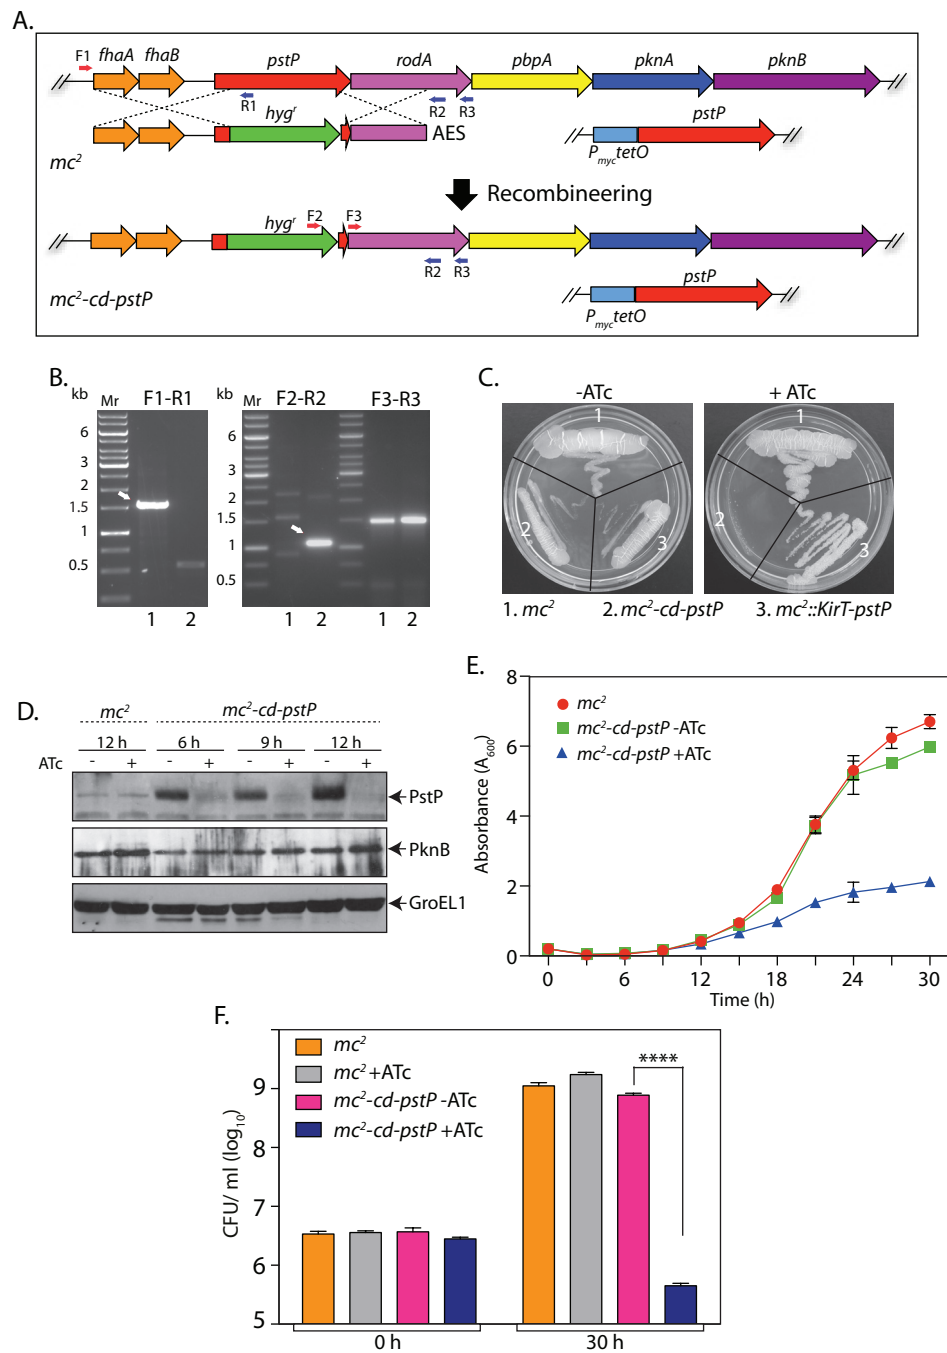 A.
F1 fhaA fhaB pstP rodA pbpA pknA pknB
R1 R2 R3
hygʳ AES pstP
mc² PmyctetO
Recombineering
hygʳ F2 F3
R2 R3 pstP
mc²-cd-pstP PmyctetO
B.
kb Mr F1-R1 kb Mr F2-R2 F3-R3
6
3
2
1.5
1
0.5
1 2
6
3
2
1.5
1
0.5
1 2 1 2
C.
-ATc + ATc
1 2 3
1 2 3
1. mc² 2. mc²-cd-pstP 3. mc²::KirT-pstP
D.
mc² mc²-cd-pstP
12 h 6 h 9 h 12 h
ATc - + - + - + - +
PstP
PknB
GroEL1
E.
Absorbance (A600)
8
6
4
2
0
mc²
mc²-cd-pstP -ATc
mc²-cd-pstP +ATc
0 6 12 18 24 30
Time (h)
F.
CFU/ ml (log10)
9
8
7
6
5
mc²
mc²+ATc
mc²-cd-pstP -ATc
mc²-cd-pstP +ATc
****
0 h 30 h